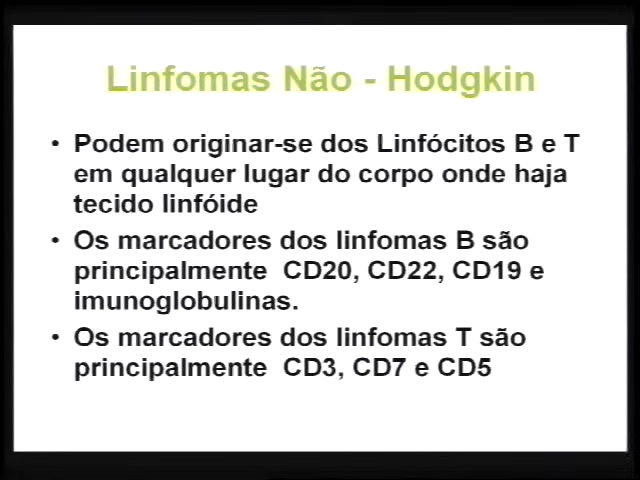 Linfomas Não - Hodgkin
• Podem originar-se dos Linfócitos B e T
em qualquer lugar do corpo onde haja
tecido linfóide
• Os marcadores dos linfomas B são
principalmente CD20, CD22, CD19 e
imunoglobulinas.
• Os marcadores dos linfomas T são
principalmente CD3, CD7 e CD5